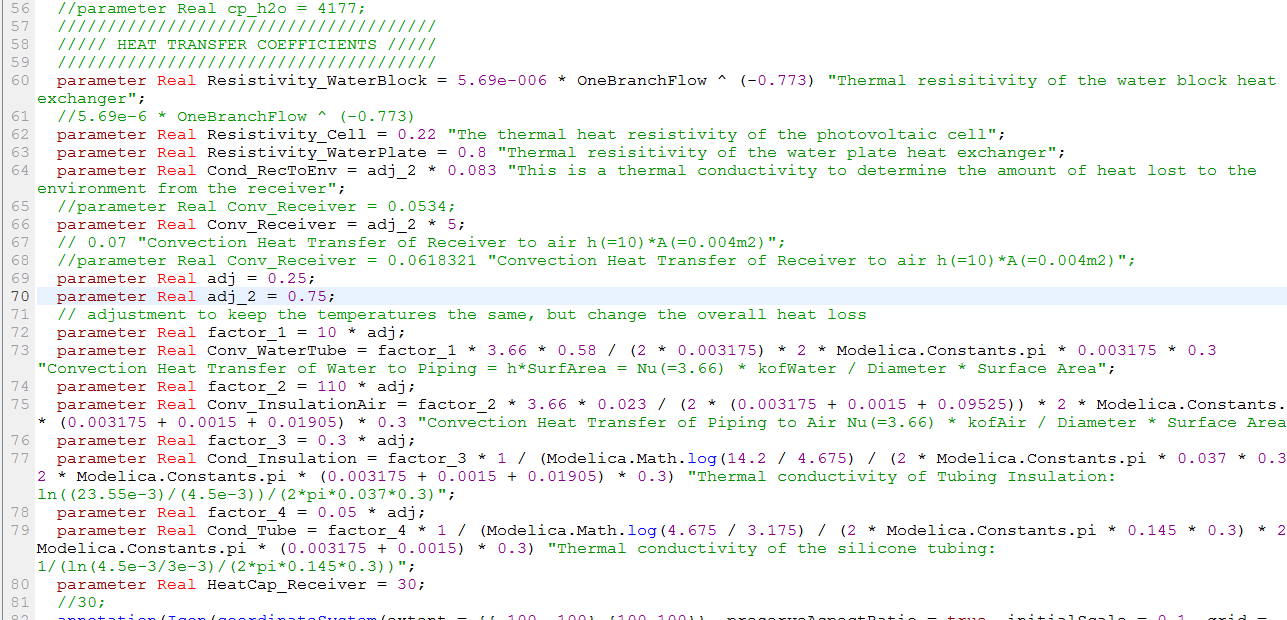 56 //parameter Real cp_h2o = 4177;
57 //////////////////////////////////////
58 ///// HEAT TRANSFER COEFFICIENTS /////
59 //////////////////////////////////////
60 parameter Real Resistivity_WaterBlock = 5.69e-006 * OneBranchFlow ^ (-0.773) "Thermal resisitivity of the water block heat
exchanger";
61 //5.69e-6 * OneBranchFlow ^ (-0.773)
62 parameter Real Resistivity_Cell = 0.22 "The thermal heat resistivity of the photovoltaic cell";
63 parameter Real Resistivity_WaterPlate = 0.8 "Thermal resisitivity of the water plate heat exchanger";
64 parameter Real Cond_RecToEnv = adj_2 * 0.083 "This is a thermal conductivity to determine the amount of heat lost to the
environment from the receiver";
65 //parameter Real Conv_Receiver = 0.0534;
66 parameter Real Conv_Receiver = adj_2 * 5;
67 // 0.07 "Convection Heat Transfer of Receiver to air h(=10)*A(=0.004m2)";
68 //parameter Real Conv_Receiver = 0.0618321 "Convection Heat Transfer of Receiver to air h(=10)*A(=0.004m2)";
69 parameter Real adj = 0.25;
70 parameter Real adj_2 = 0.75;
71 // adjustment to keep the temperatures the same, but change the overall heat loss
72 parameter Real factor_1 = 10 * adj;
73 parameter Real Conv_WaterTube = factor_1 * 3.66 * 0.58 / (2 * 0.003175) * 2 * Modelica.Constants.pi * 0.003175 * 0.3
"Convection Heat Transfer of Water to Piping = h*SurfArea = Nu(=3.66) * kofWater / Diameter * Surface Area";
74 parameter Real factor_2 = 110 * adj;
75 parameter Real Conv_InsulationAir = factor_2 * 3.66 * 0.023 / (2 * (0.003175 + 0.0015 + 0.09525)) * 2 * Modelica.Constants.
* (0.003175 + 0.0015 + 0.01905) * 0.3 "Convection Heat Transfer of Piping to Air Nu(=3.66) * kofAir / Diameter * Surface Area
76 parameter Real factor_3 = 0.3 * adj;
77 parameter Real Cond_Insulation = factor_3 * 1 / (Modelica.Math.log(14.2 / 4.675) / (2 * Modelica.Constants.pi * 0.037 * 0.3
2 * Modelica.Constants.pi * (0.003175 + 0.0015 + 0.01905) * 0.3) "Thermal conductivity of Tubing Insulation:
ln((23.55e-3)/(4.5e-3))/(2*pi*0.037*0.3)";
78 parameter Real factor_4 = 0.05 * adj;
79 parameter Real Cond_Tube = factor_4 * 1 / (Modelica.Math.log(4.675 / 3.175) / (2 * Modelica.Constants.pi * 0.145 * 0.3) * 2
Modelica.Constants.pi * (0.003175 + 0.0015) * 0.3) "Thermal conductivity of the silicone tubing:
1/(ln(4.5e-3/3e-3)/(2*pi*0.145*0.3))";
80 parameter Real HeatCap_Receiver = 30;
81 //30;